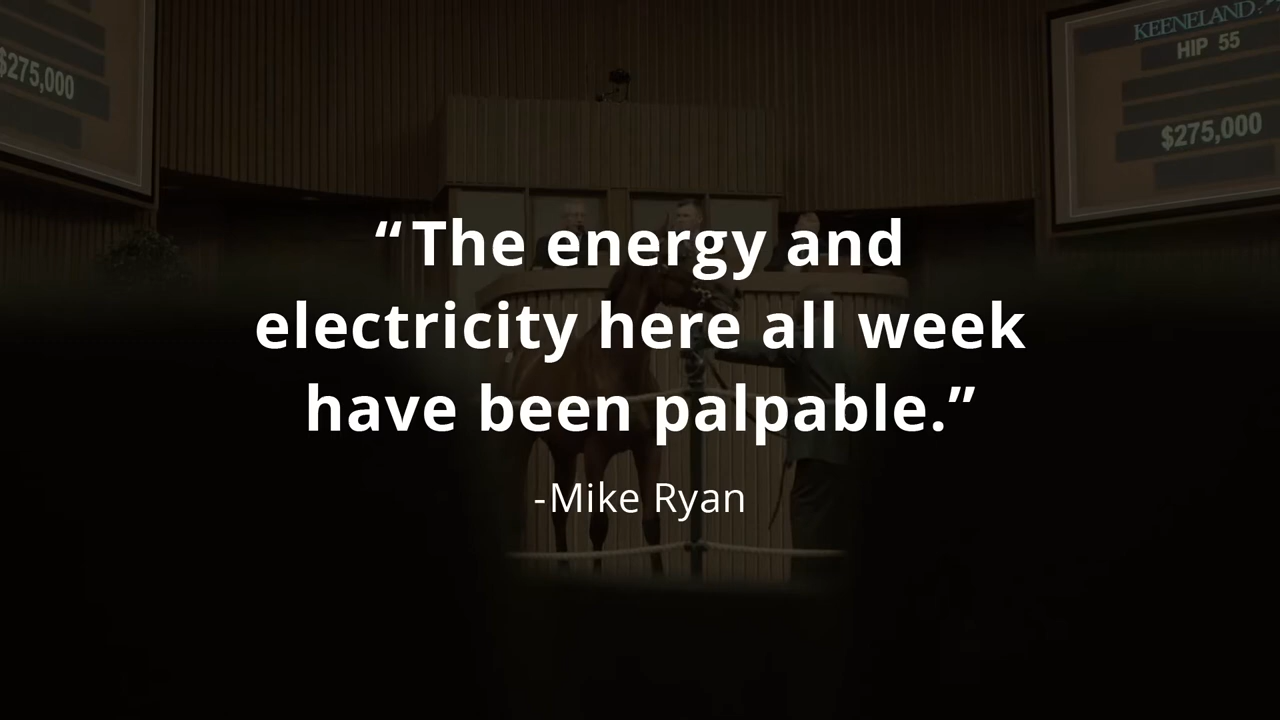 $275,000
KEENELAND
HIP 55
$275,000
“The energy and
electricity here all week
have been palpable.”
-Mike Ryan